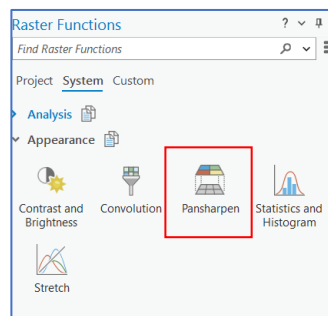 Raster Functions
Find Raster Functions
Project System Custom
Analysis
Appearance
Contrast and Brightness
Convolution
Pansharpen
Statistics and Histogram
Stretch